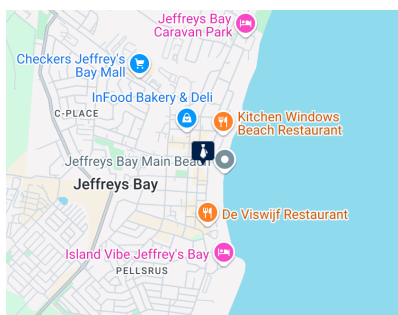 Jeffreys Bay
Caravan Park
Checkers Jeffrey's
Bay Mall
InFood Bakery & Deli
C-PLACE
Kitchen Windows
Beach Restaurant
Jeffreys Bay Main Beach
Jeffreys Bay
De Viswijf Restaurant
Island Vibe Jeffrey's Bay
PELLSRUS